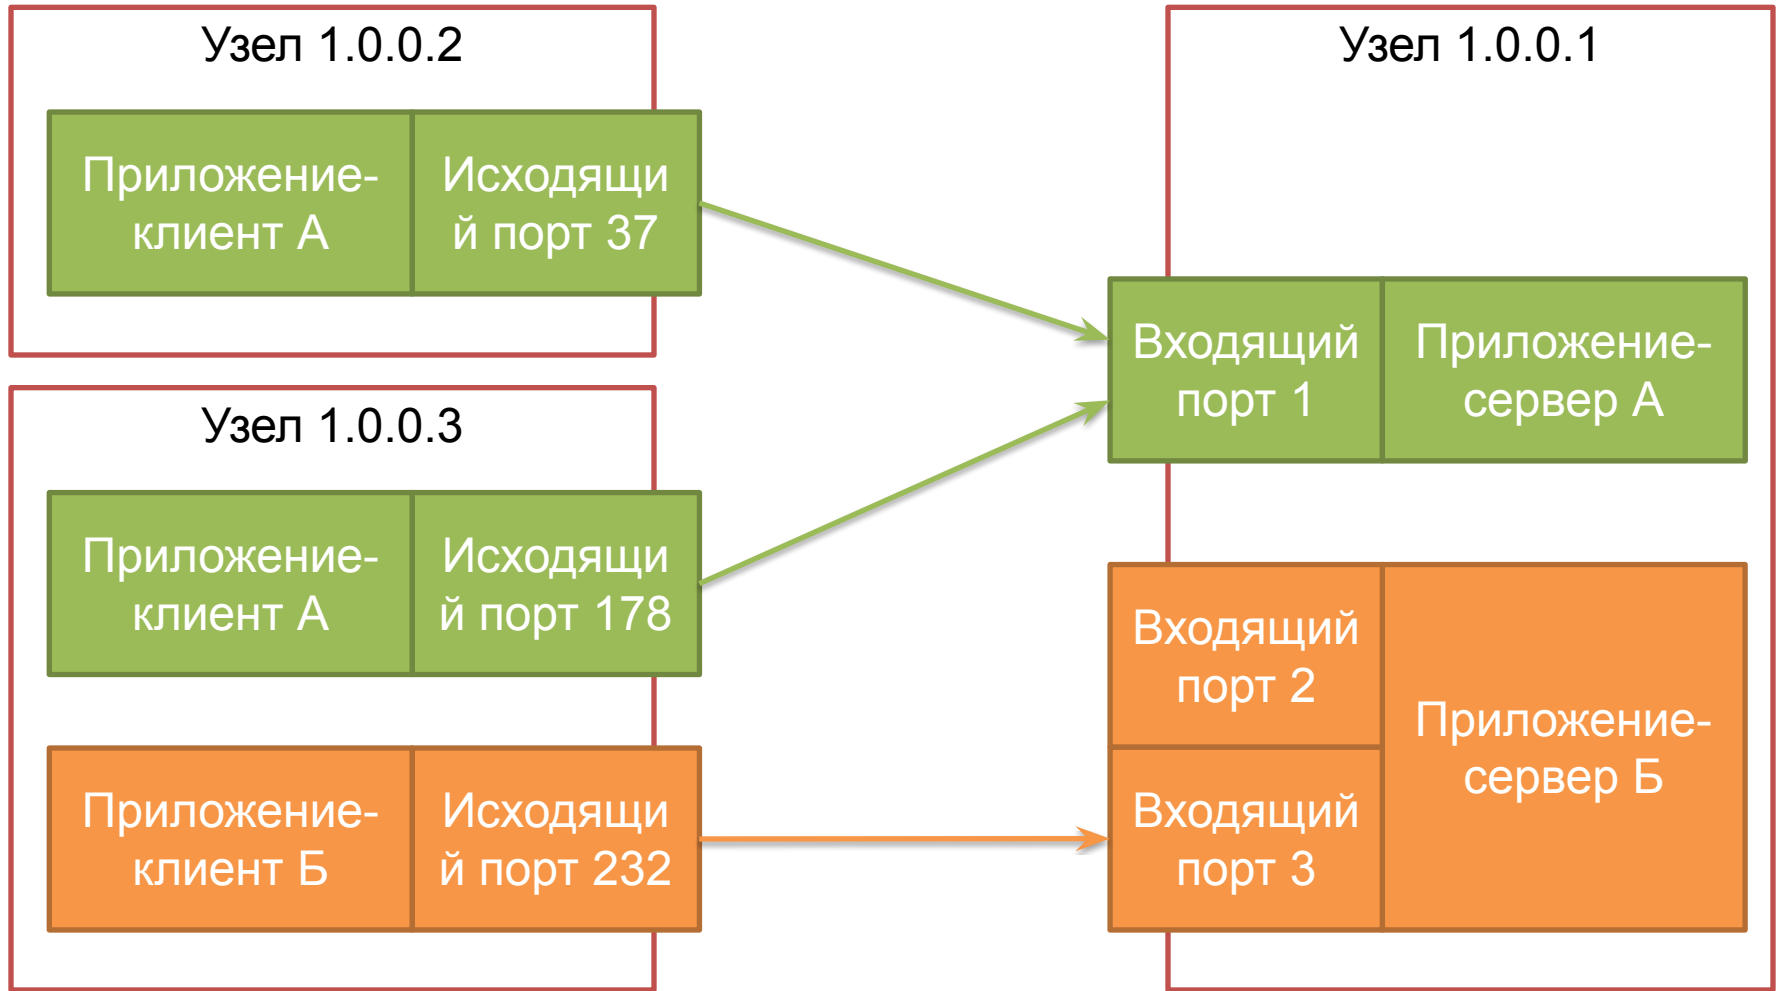 Узел 1.0.0.2
Приложение-
клиент А
Исходящи
й порт 37
Узел 1.0.0.3
Приложение-
клиент А
Исходящи
й порт 178
Приложение-
клиент Б
Исходящи
й порт 232
Узел 1.0.0.1
Входящий
порт 1
Приложение-
сервер А
Входящий
порт 2
Входящий
порт 3
Приложение-
сервер Б